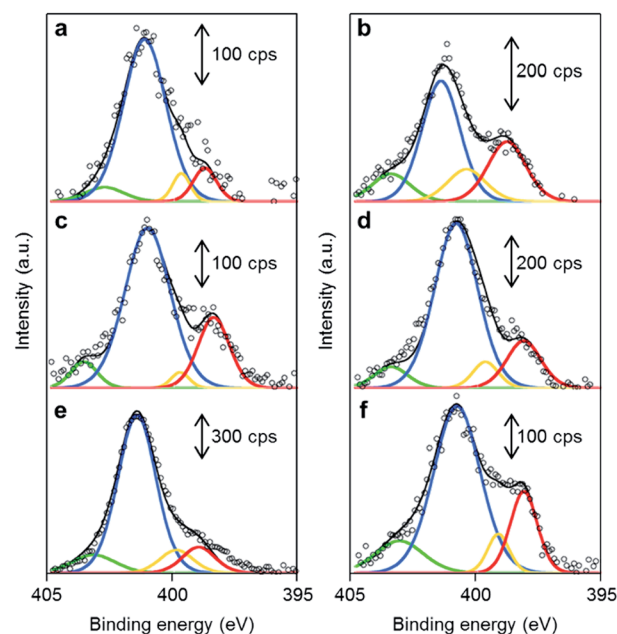 a
100 cps
b
200 cps
c
100 cps
d
200 cps
e
300 cps
f
100 cps
Intensity (a.u.)
Intensity (a.u.)
405 400 395
405 400 395
Binding energy (eV)
Binding energy (eV)